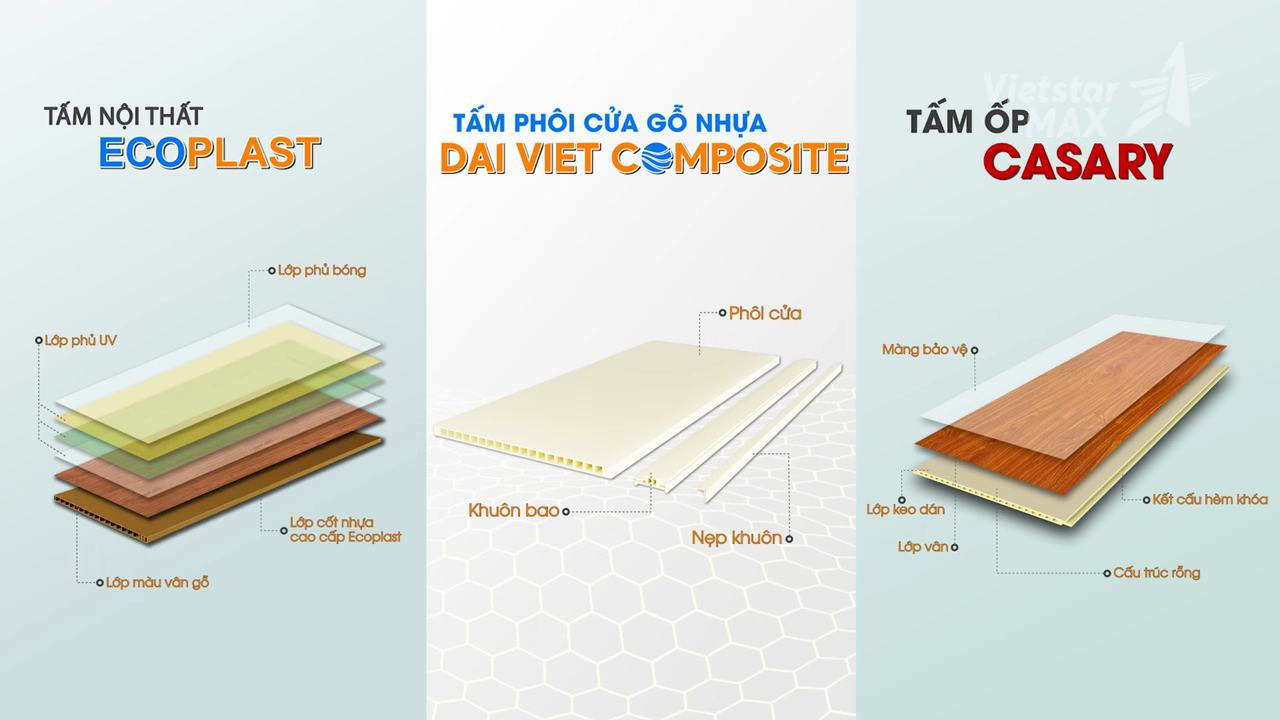 TẤM NỘI THẤT
ECOPLAST
Lớp phủ bóng
Lớp phủ UV
Lớp cốt nhựa
cao cấp Ecoplast
Lớp màu vân gỗ
TẤM PHÔI CỬA GỖ NHỰA
DAI VIET COMPOSITE
Phôi cửa
Khuôn bao
Nẹp khuôn
Vietstar
MAX
TẤM ỐP
CASARY
Màng bảo vệ
Lớp keo dán
Kết cấu hèm khóa
Lớp vân
Cấu trúc rỗng